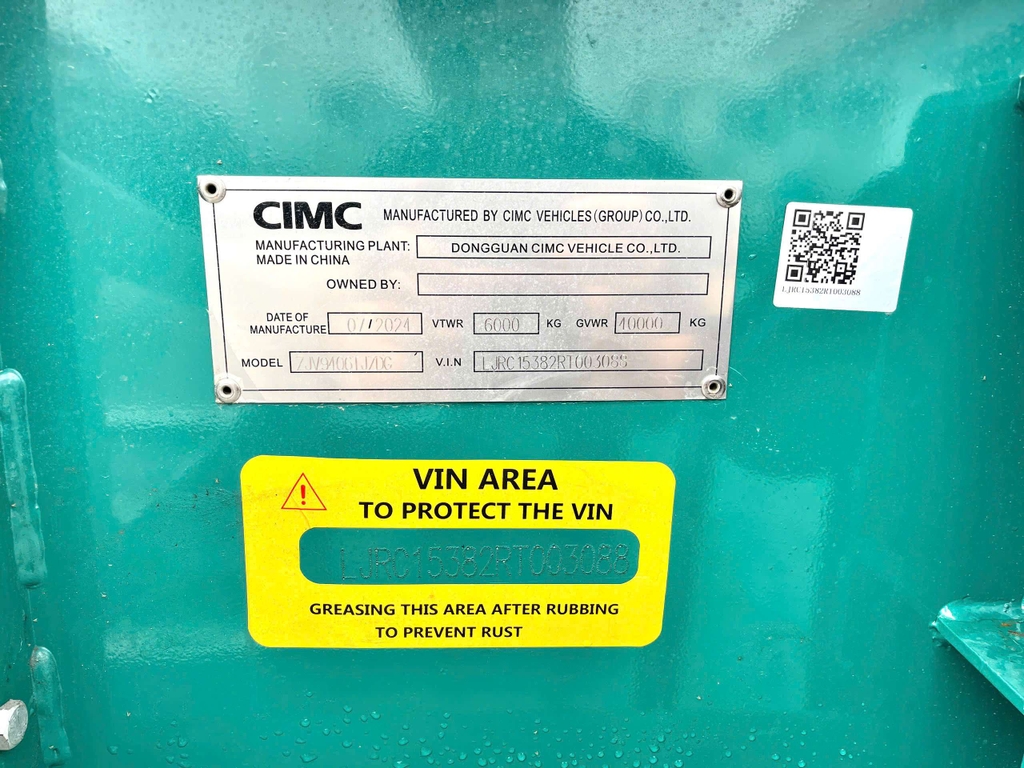 CIMC MANUFACTURED BY CIMC VEHICLES(GROUP) CO.,LTD.
MANUFACTURING PLANT: DONGGUAN CIMC VEHICLE CO.,LTD.
MADE IN CHINA
OWNED BY:
DATE OF MANUFACTURE 07/2024 VTWR 6000 KG GVWR 40000 KG
MODEL V.I.N LJRC15382RT003088
LJRC15382RT003088
VIN AREA
TO PROTECT THE VIN
LJRC15382RT003088
GREASING THIS AREA AFTER RUBBING
TO PREVENT RUST